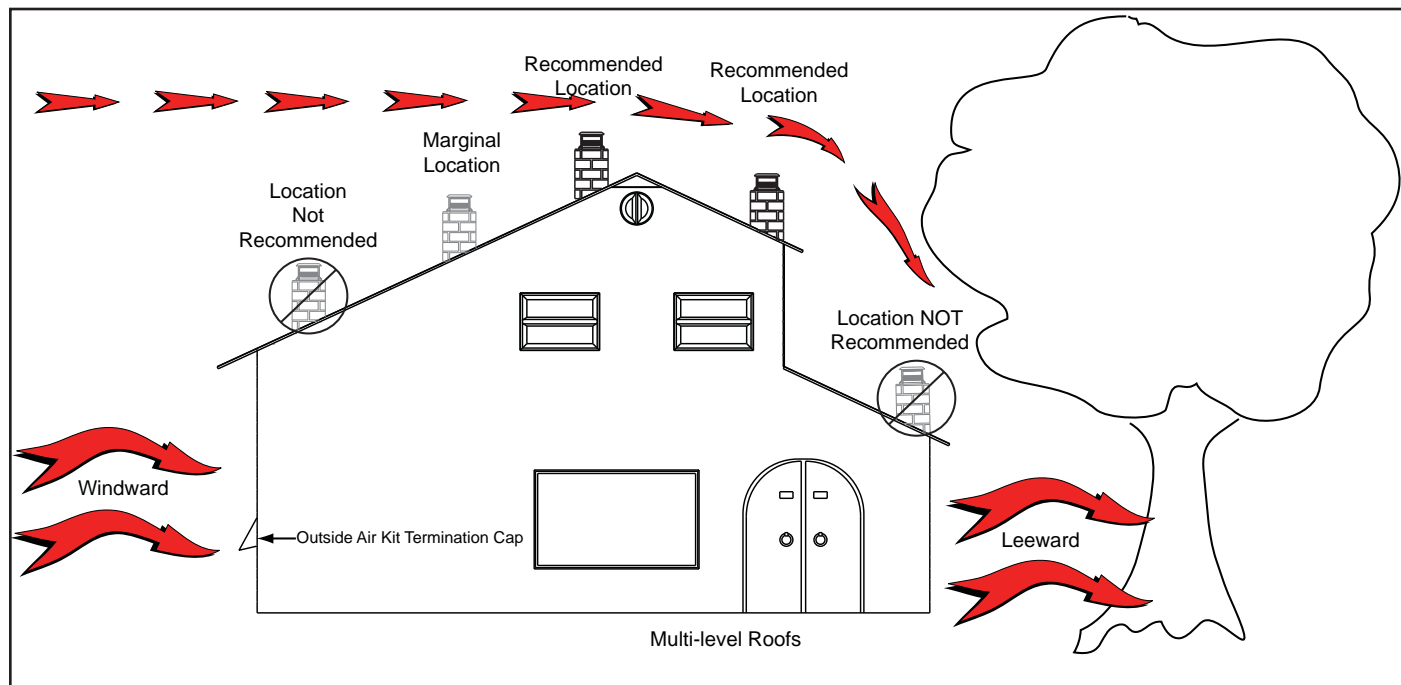 Recommended
Location
Recommended
Location
Marginal
Location
Location
Not
Recommended
Location NOT
Recommended
Windward
Outside Air Kit Termination Cap
Leeward
Multi-level Roofs